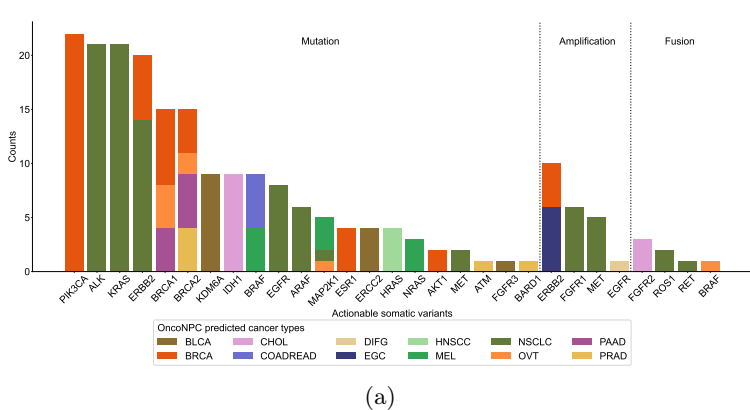 Mutation Amplification Fusion
20
15
10
5
0
Counts
PIK3CA ALK KRAS ERBB2 BRCA1 BRCA2 KDM6A IDH1 BRAF EGFR ARAF MAP2K1 ESR1 ERCC2 HRAS NRAS AKT1 MET ATM FGFR3 BARD1 ERBB2 FGFR1 MET EGFR FGFR2 ROS1 RET BRAF
Actionable somatic variants
OncoNPC predicted cancer types
BLCA CHOL DIFG HNSCC NSCLC PAAD
BRCA COADREAD EGC MEL OVT PRAD
(a)